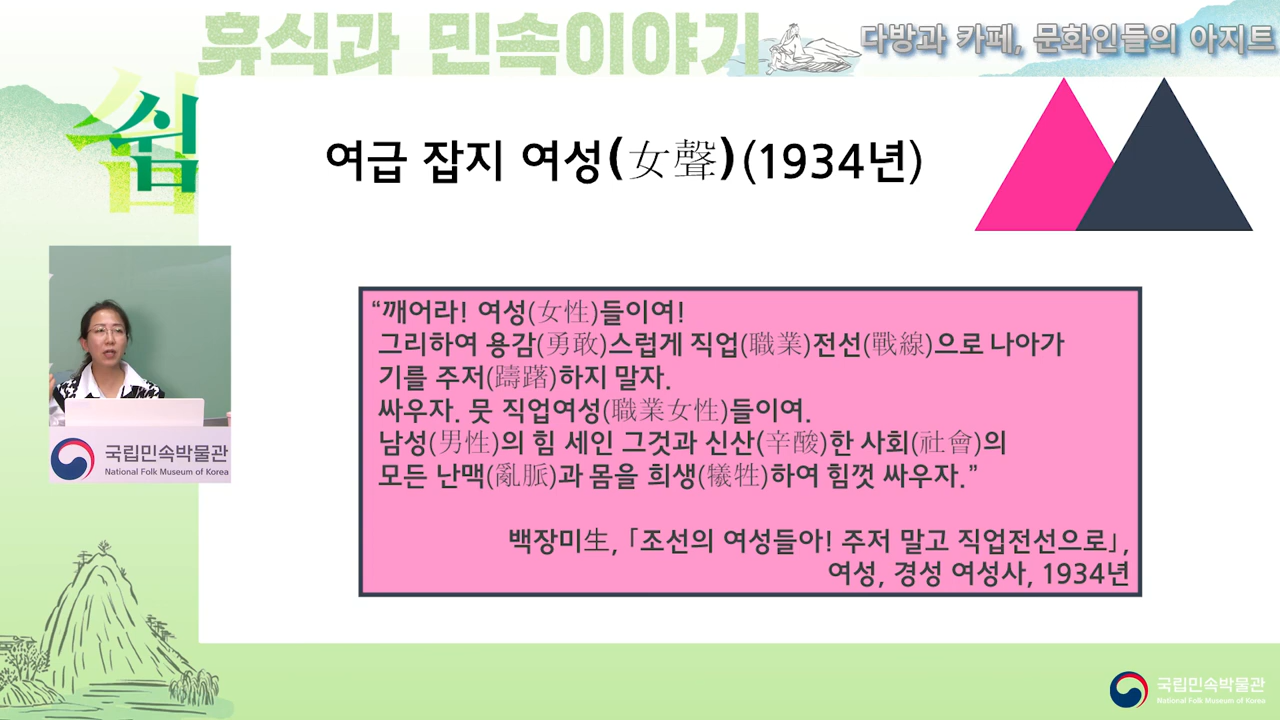 휴식과 민속이야기
다방과 카페, 문화인들의 아지트
쉼
여급 잡지 여성(女聲)(1934년)
“깨어라! 여성(女性)들이여!
그리하여 용감(勇敢)스럽게 직업(職業)전선(戰線)으로 나아가
기를 주저(躊躇)하지 말자.
싸우자. 뭇 직업여성(職業女性)들이여.
남성(男性)의 힘 세인 그것과 신산(辛酸)한 사회(社會)의
모든 난맥(亂脈)과 몸을 희생(犧牲)하여 힘껏 싸우자.”
백장미生, 「조선의 여성들아! 주저 말고 직업전선으로」,
여성, 경성 여성사, 1934년
국립민속박물관
National Folk Museum of Korea
국립민속박물관
National Folk Museum of Korea